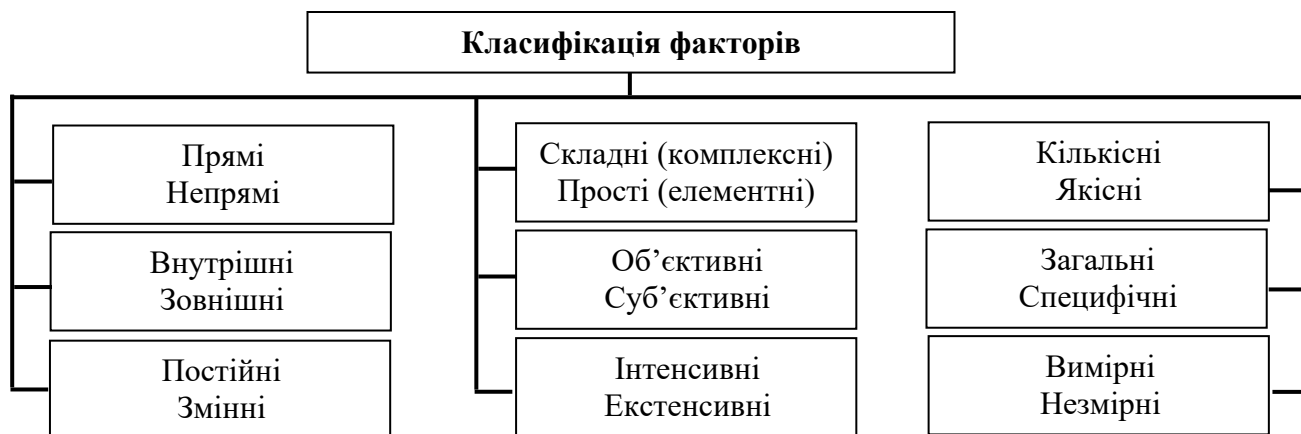 Класифікація факторів
Прямі
Непрямі
Внутрішні
Зовнішні
Постійні
Змінні
Складні (комплексні)
Прості (елементні)
Об’єктивні
Суб’єктивні
Інтенсивні
Екстенсивні
Кількісні
Якісні
Загальні
Специфічні
Вимірні
Незмірні